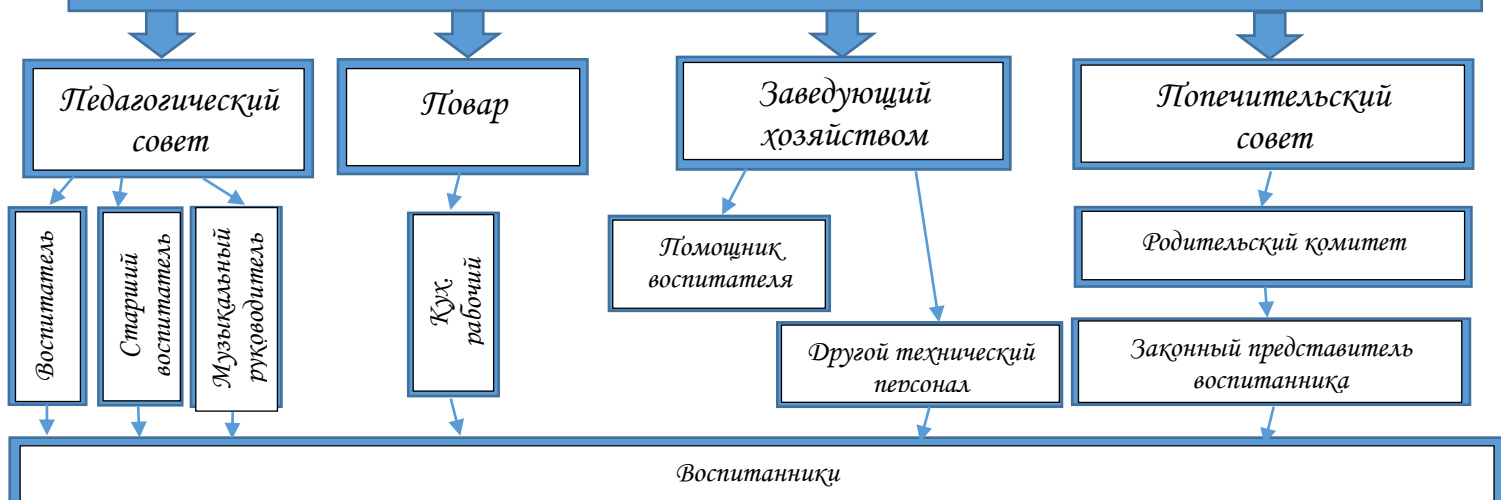 Педагогический
совет
Повар
Заведующий
хозяйством
Попечительский
совет
Воспитатель
Старший
воспитатель
Музыкальный
руководитель
Кух.
рабочий
Помощник
воспитателя
Родительский комитет
Другой технический
персонал
Законный представитель
воспитанника
Воспитанники